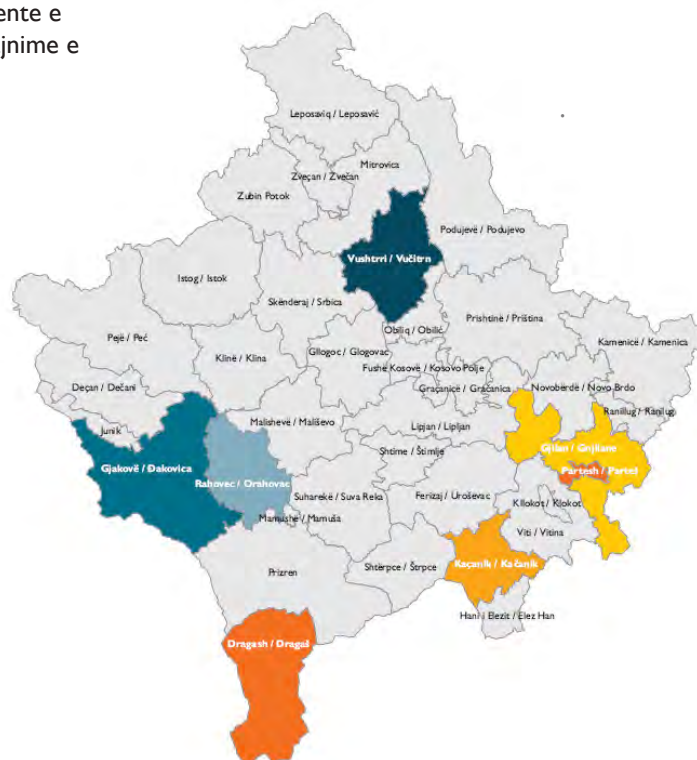 ente e
jnime e
Leposaviq / Leposavić
Mitrovica
Zveçan / Zvečan
Zubin Potok
Podujevë / Podujevo
Vushtrri / Vučitrn
Istog / Istok
Skënderaj / Srbica
Prishtinë / Priština
Obiliq / Obilić
Pejë / Peć
Kamenicë / Kamenica
Klinë / Klina
Gllogoc / Glogovac
Fushë Kosovë / Kosovo Polje
Deçan / Dečani
Graçanicë / Gračanica
Novobërdë / Novo Brdo
Ranillug / Ranilug
Junik
Malishevë / Mališevo
Lipjan / Lipljan
Gjilan / Gnjilane
Shtime / Štimlje
Gjakovë / Đakovica
Partesh / Parteš
Rahovec / Orahovac
Suharekë / Suva Reka
Ferizaj / Uroševac
Kllokot / Klokot
Mamushë / Mamuša
Viti / Vitina
Kaçanik / Kačanik
Shtërpce / Štrpce
Prizren
Hani i Elezit / Elez Han
Dragash / Dragaš